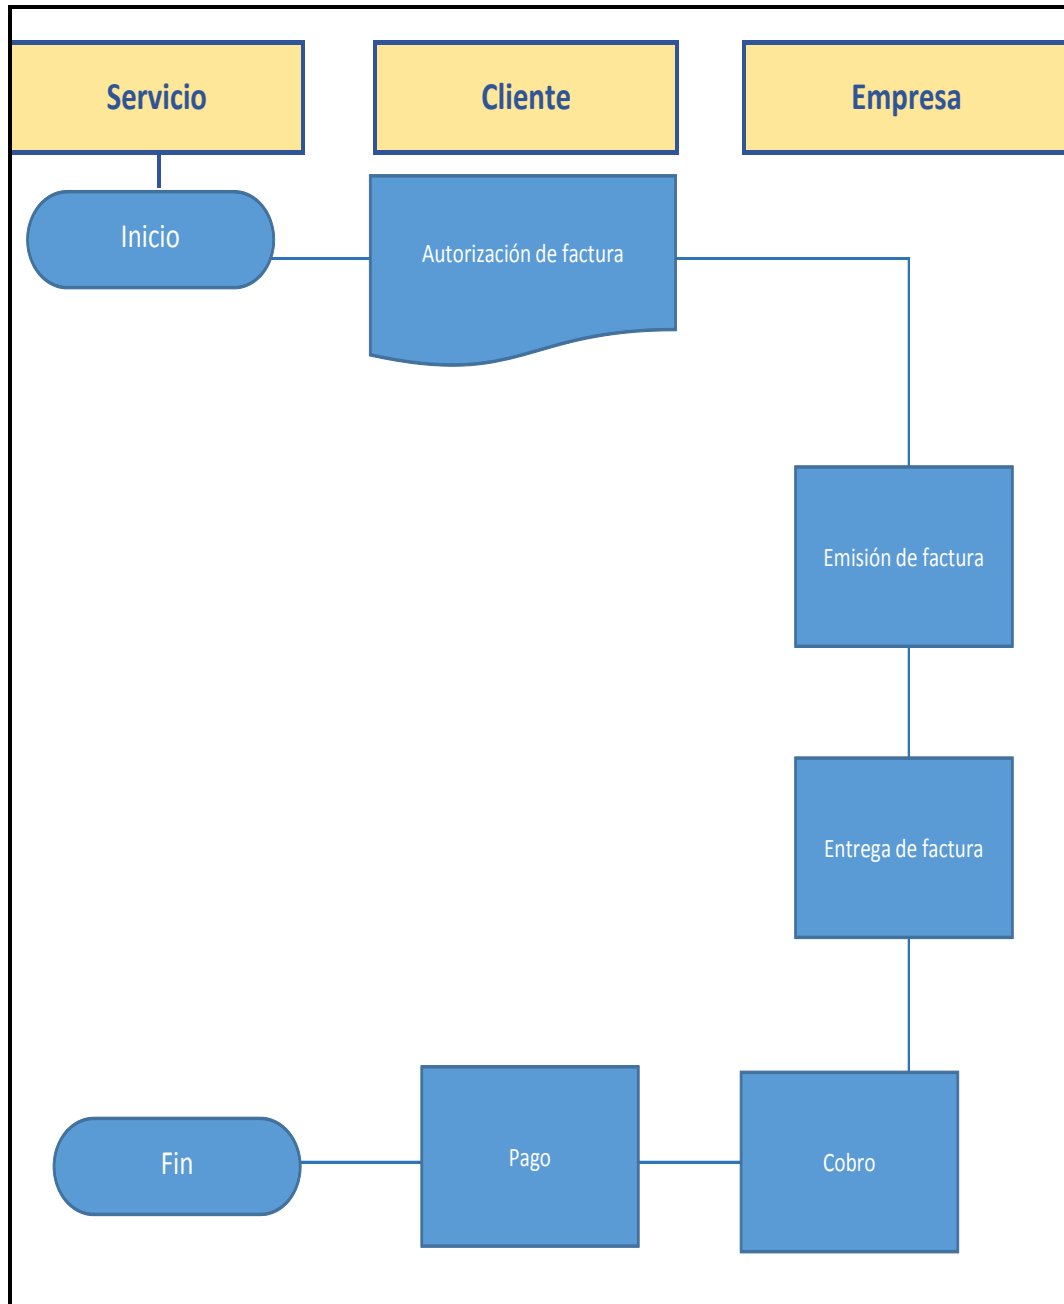 Servicio
Cliente
Empresa
Inicio
Autorización de factura
Emisión de factura
Entrega de factura
Fin
Pago
Cobro